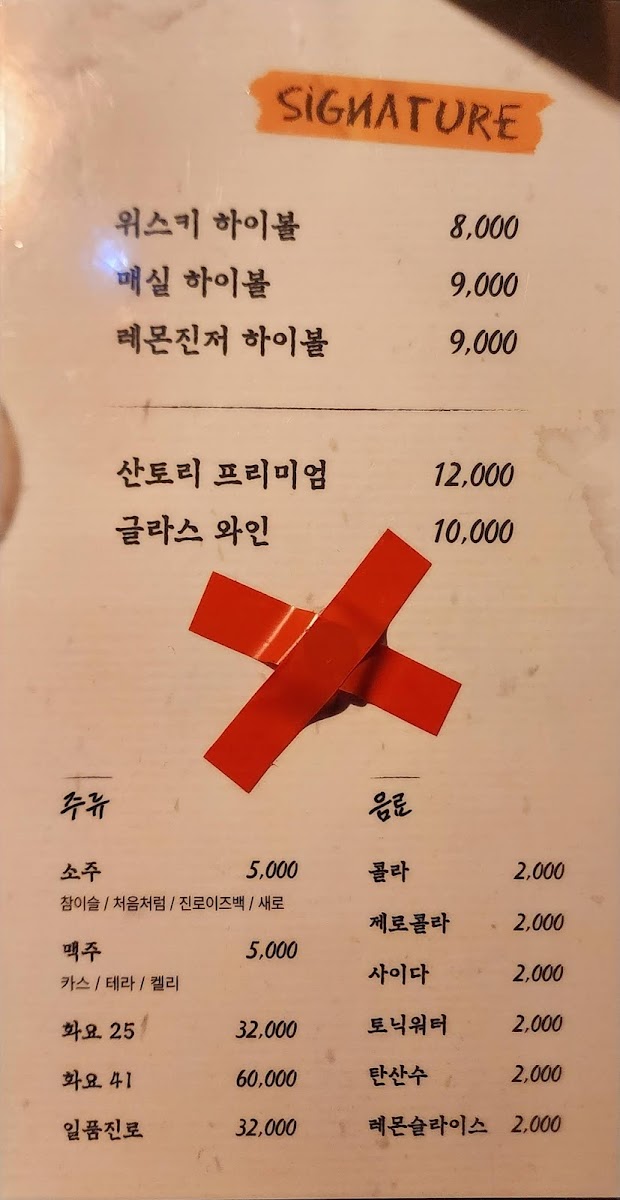 SIGNATURE
위스키 하이볼 8,000
매실 하이볼 9,000
레몬진저 하이볼 9,000
산토리 프리미엄 12,000
글라스 와인 10,000
주류
소주 5,000
참이슬 / 처음처럼 / 진로이즈백 / 새로
맥주 5,000
카스 / 테라 / 켈리
화요 25 32,000
화요 41 60,000
일품진로 32,000
음료
콜라 2,000
제로콜라 2,000
사이다 2,000
토닉워터 2,000
탄산수 2,000
레몬슬라이스 2,000